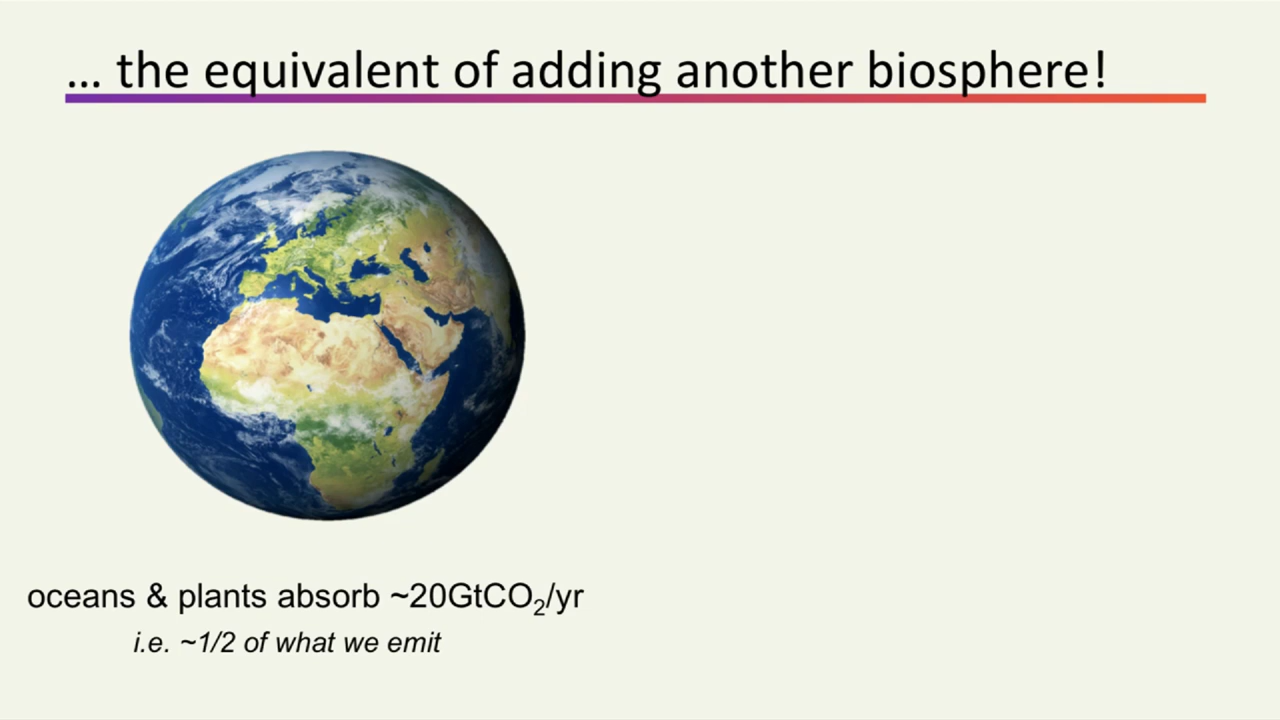 ... the equivalent of adding another biosphere!
oceans & plants absorb ~20GtCO₂/yr
i.e. ~1/2 of what we emit